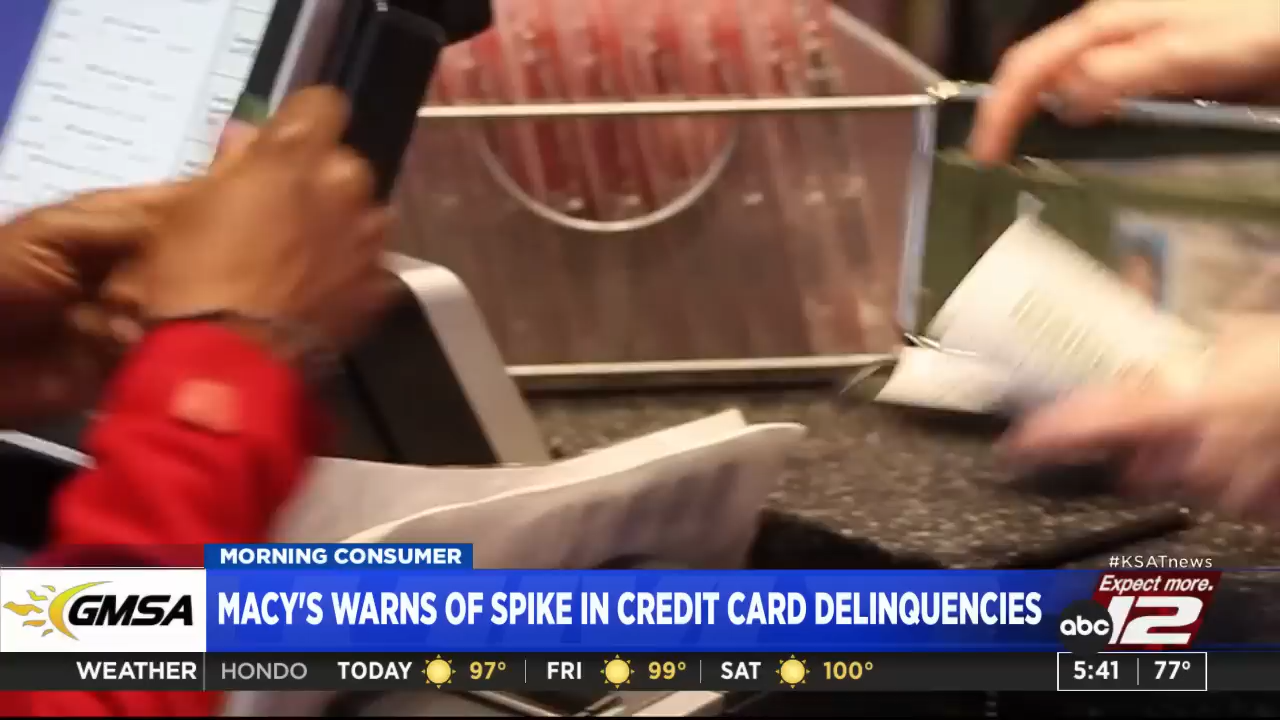 MORNING CONSUMER
#KSATnews
GMSA
MACY'S WARNS OF SPIKE IN CREDIT CARD DELINQUENCIES
Expect more.
abc 12
WEATHER HONDO TODAY 97° FRI 99° SAT 100° 5:41 77°